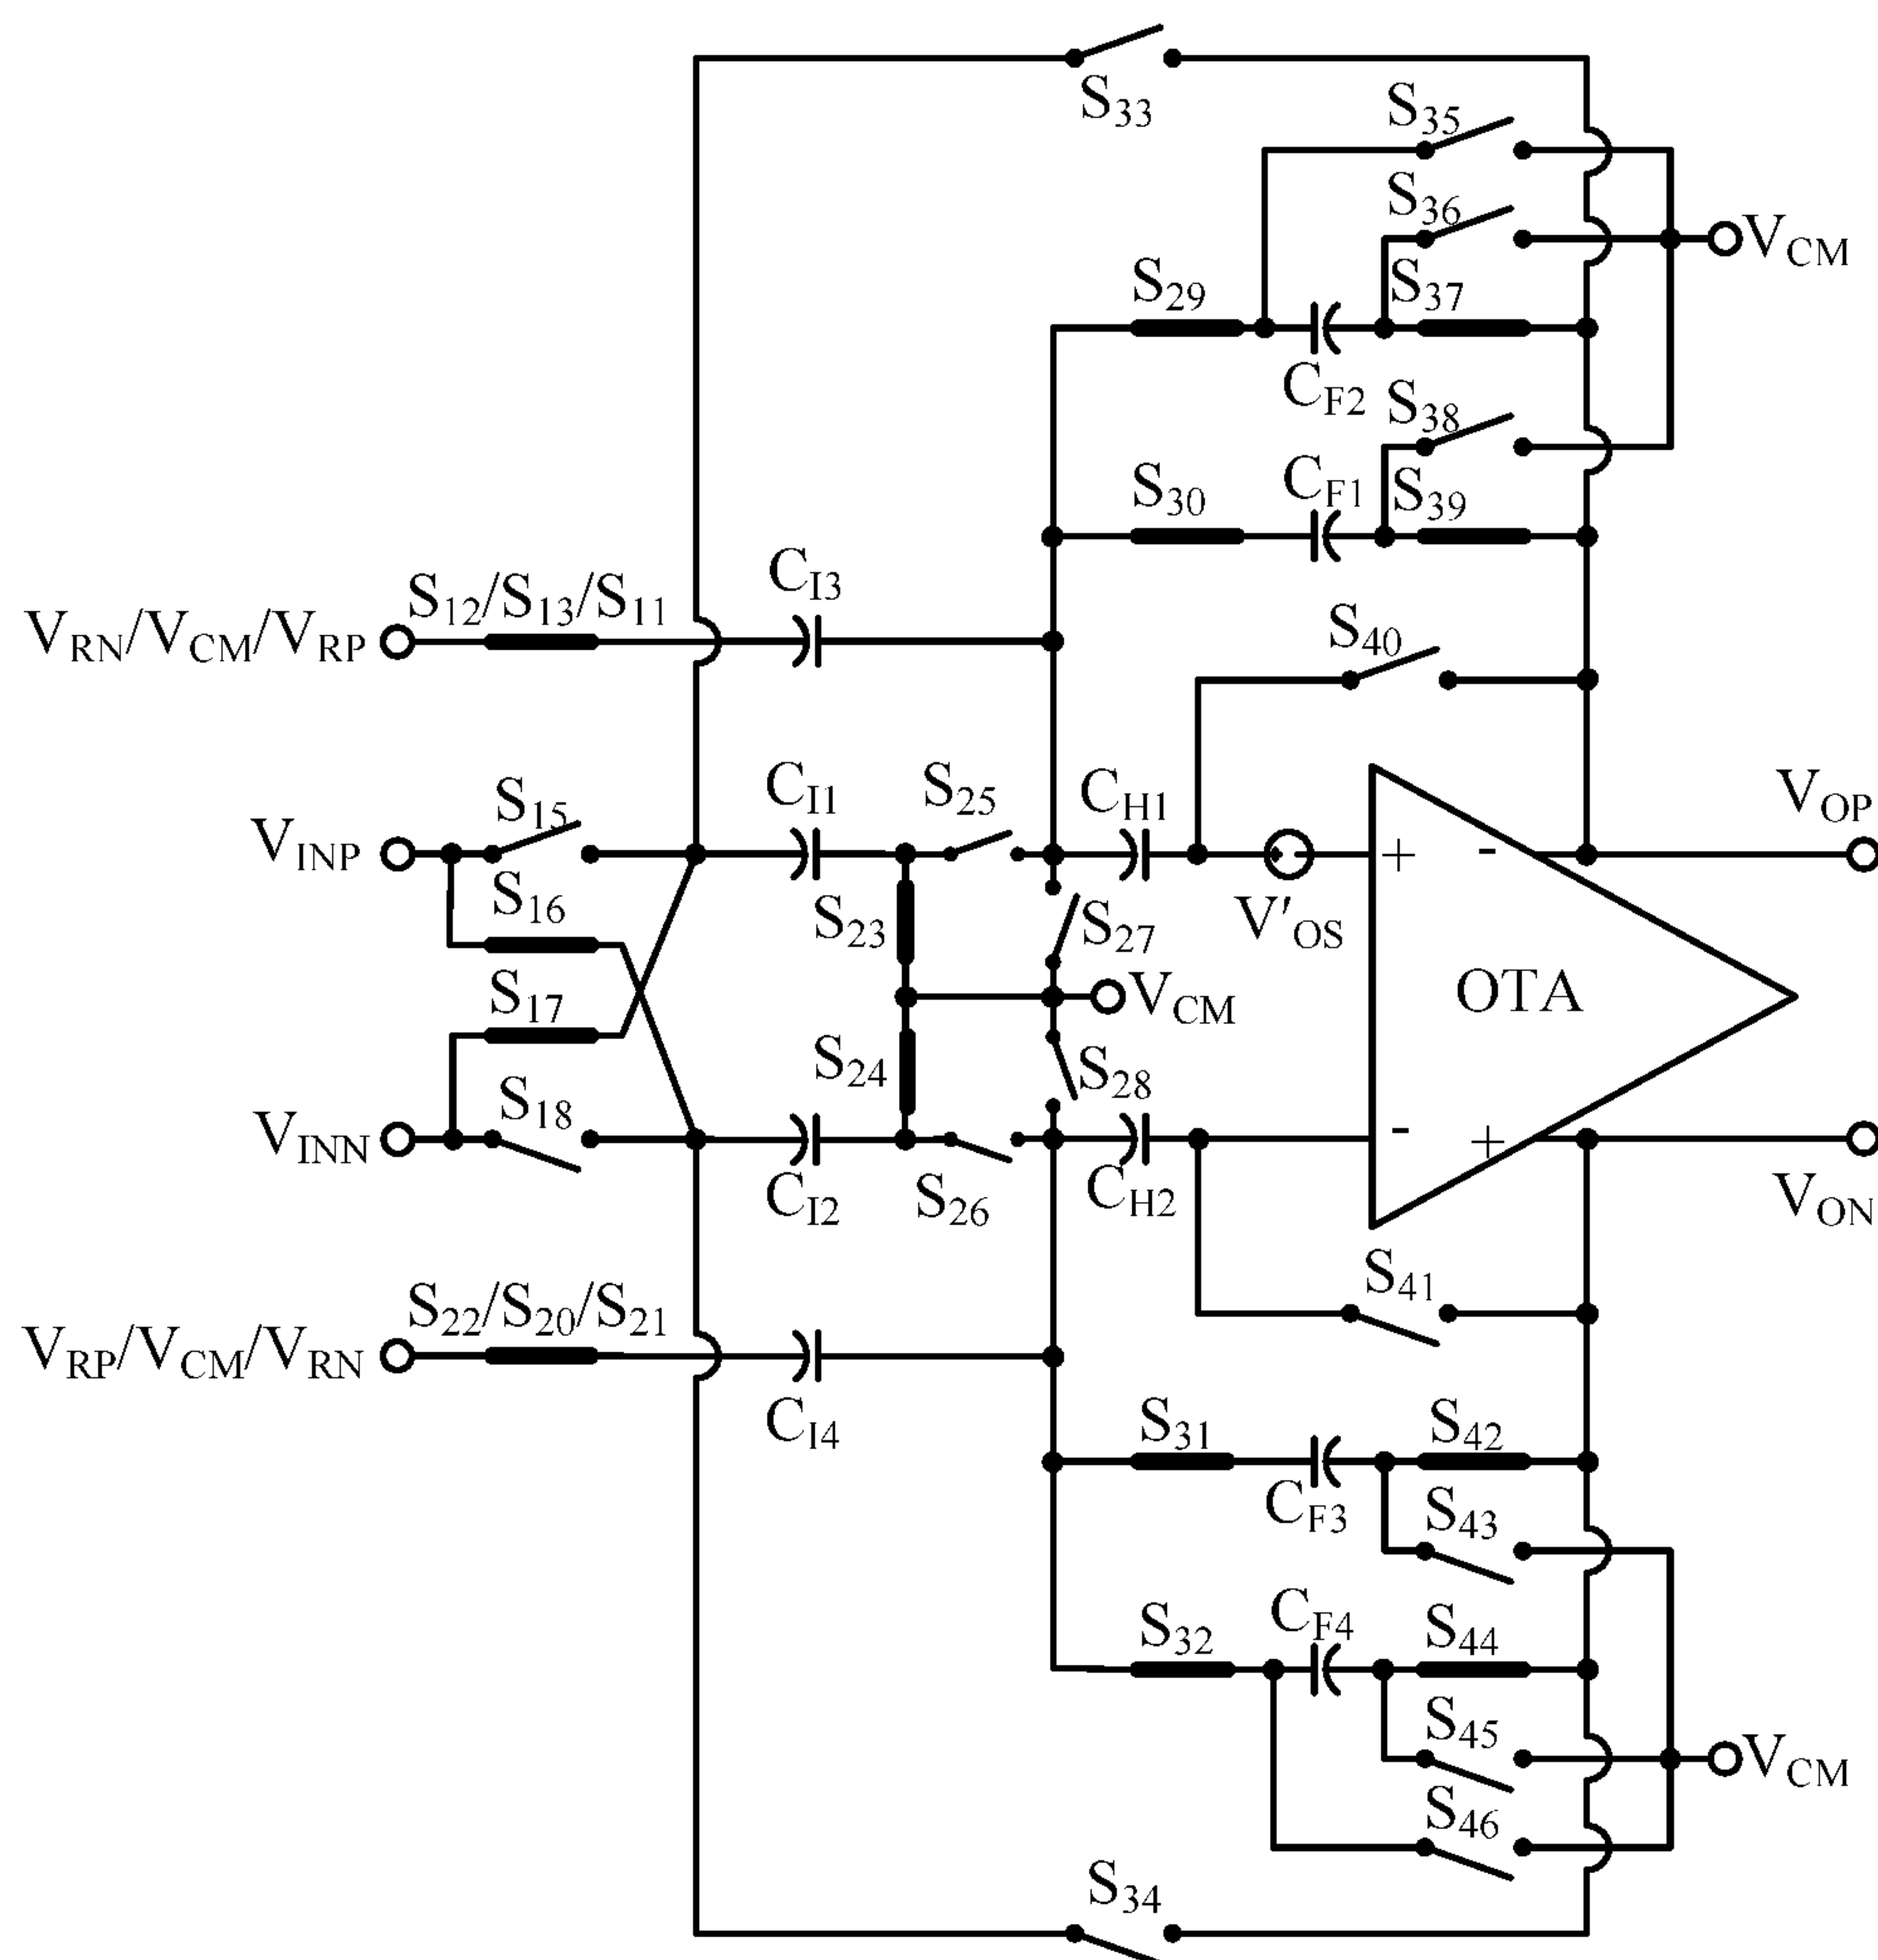 S33
S35
S36
VCM
S29
S37
CF2
S38
S30
CF1
S39
CI3
S12/S13/S11
VRN/VCM/VRP
S40
CI1
S25
CH1
VOP
S15
VINP
+
-
S16
S23
V'OS
S27
S17
VCM
OTA
S24
S28
S18
VINN
-
+
CI2
S26
CH2
VON
S41
S22/S20/S21
VRP/VCM/VRN
CI4
S31
S42
CF3
S43
S32
CF4
S44
S45
VCM
S46
S34